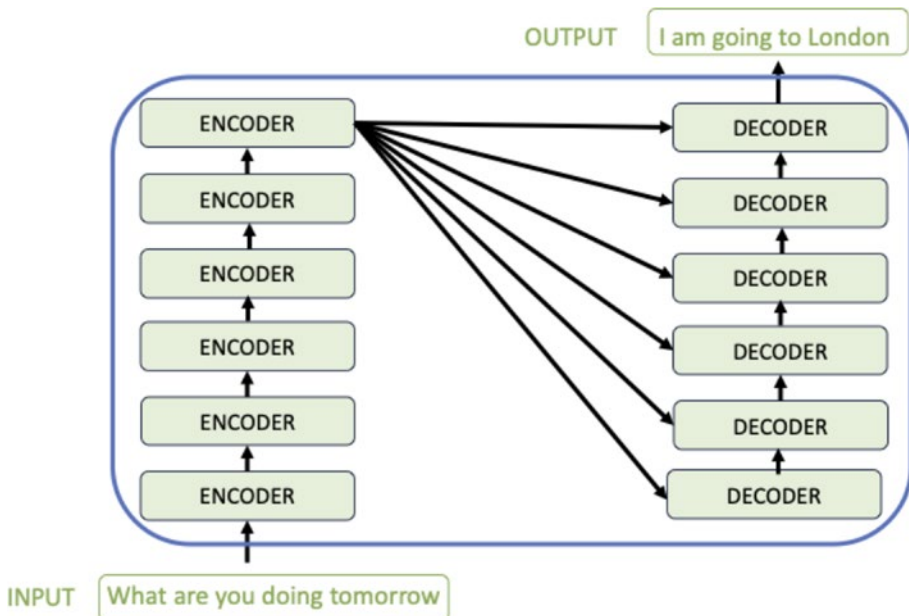 OUTPUT I am going to London
ENCODER
ENCODER
ENCODER
ENCODER
ENCODER
ENCODER
DECODER
DECODER
DECODER
DECODER
DECODER
DECODER
INPUT What are you doing tomorrow